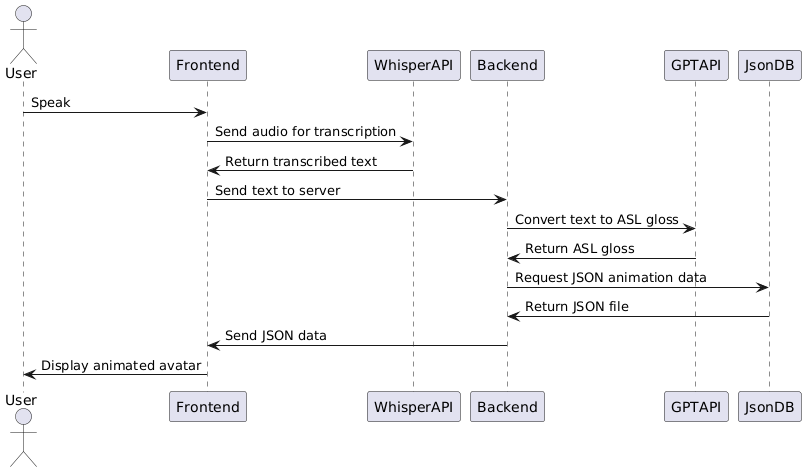 User
Frontend
WhisperAPI
Backend
GPTAPI
JsonDB
Speak
Send audio for transcription
Return transcribed text
Send text to server
Convert text to ASL gloss
Return ASL gloss
Request JSON animation data
Return JSON file
Send JSON data
Display animated avatar
User
Frontend
WhisperAPI
Backend
GPTAPI
JsonDB